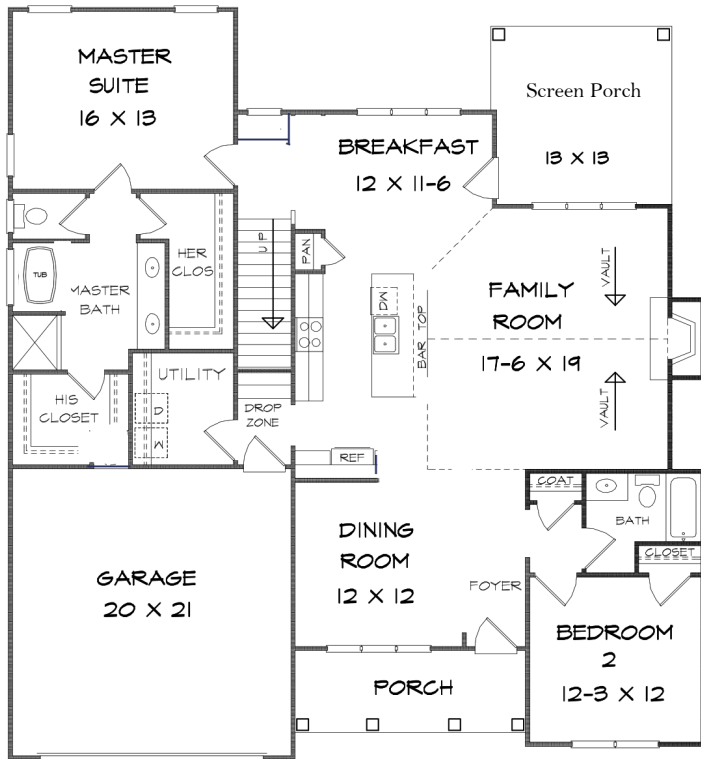 MASTER
SUITE
16 X 13
Screen Porch
13 X 13
BREAKFAST
12 X 11-6
HER
CLOS
UP
PAN
TUB
MASTER
BATH
DW
BAR TOP
FAMILY
ROOM
17-6 X 19
VAULT
VAULT
UTILITY
HIS
CLOSET
D
W
DROP
ZONE
REF
COAT
BATH
CLOSET
DINING
ROOM
12 X 12
FOYER
GARAGE
20 X 21
BEDROOM
2
12-3 X 12
PORCH